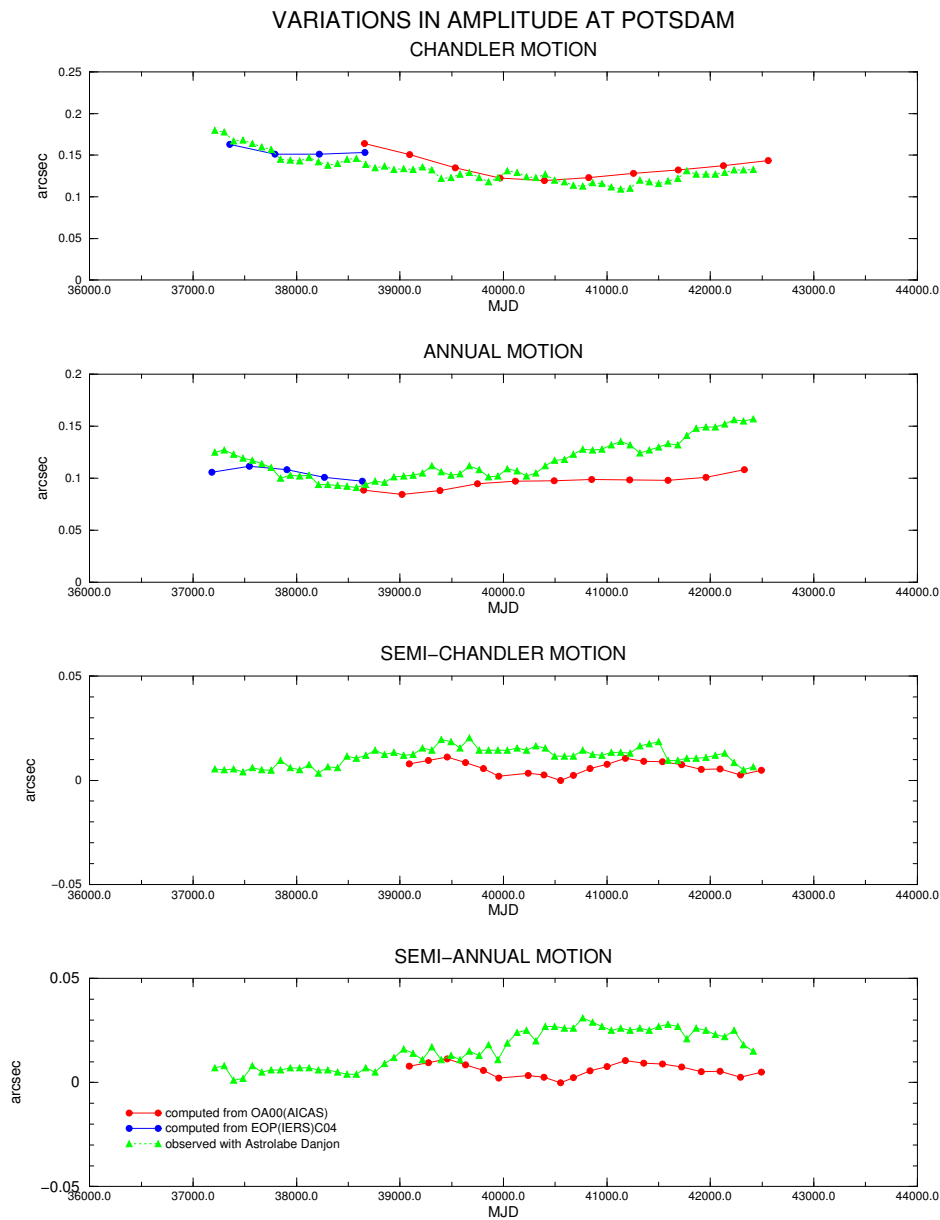 VARIATIONS IN AMPLITUDE AT POTSDAM
CHANDLER MOTION
0.25
0.2
0.15
0.1
0.05
0
arcsec
36000.0 37000.0 38000.0 39000.0 40000.0 41000.0 42000.0 43000.0 44000.0
MJD
ANNUAL MOTION
0.2
0.15
0.1
0.05
0
arcsec
36000.0 37000.0 38000.0 39000.0 40000.0 41000.0 42000.0 43000.0 44000.0
MJD
SEMI−CHANDLER MOTION
0.05
0
−0.05
arcsec
36000.0 37000.0 38000.0 39000.0 40000.0 41000.0 42000.0 43000.0 44000.0
MJD
SEMI−ANNUAL MOTION
0.05
0
−0.05
arcsec
computed from OA00(AICAS)
computed from EOP(IERS)C04
observed with Astrolabe Danjon
36000.0 37000.0 38000.0 39000.0 40000.0 41000.0 42000.0 43000.0 44000.0
MJD